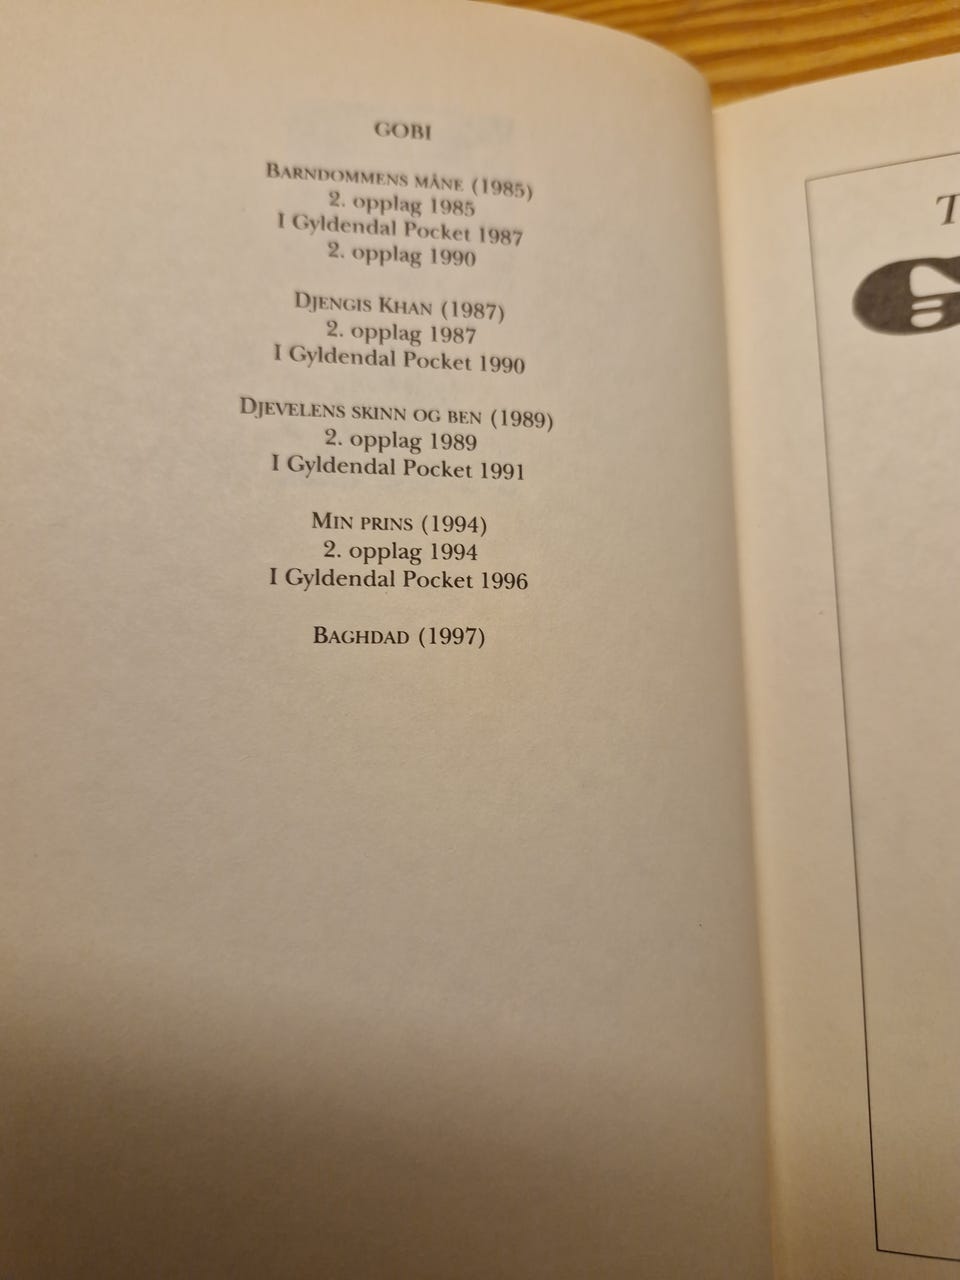 GOBI
BARNDOMMENS MÅNE (1985)
2. opplag 1985
I Gyldendal Pocket 1987
2. opplag 1990
DJENGIS KHAN (1987)
2. opplag 1987
I Gyldendal Pocket 1990
DJEVELENS SKINN OG BEN (1989)
2. opplag 1989
I Gyldendal Pocket 1991
MIN PRINS (1994)
2. opplag 1994
I Gyldendal Pocket 1996
BAGHDAD (1997)